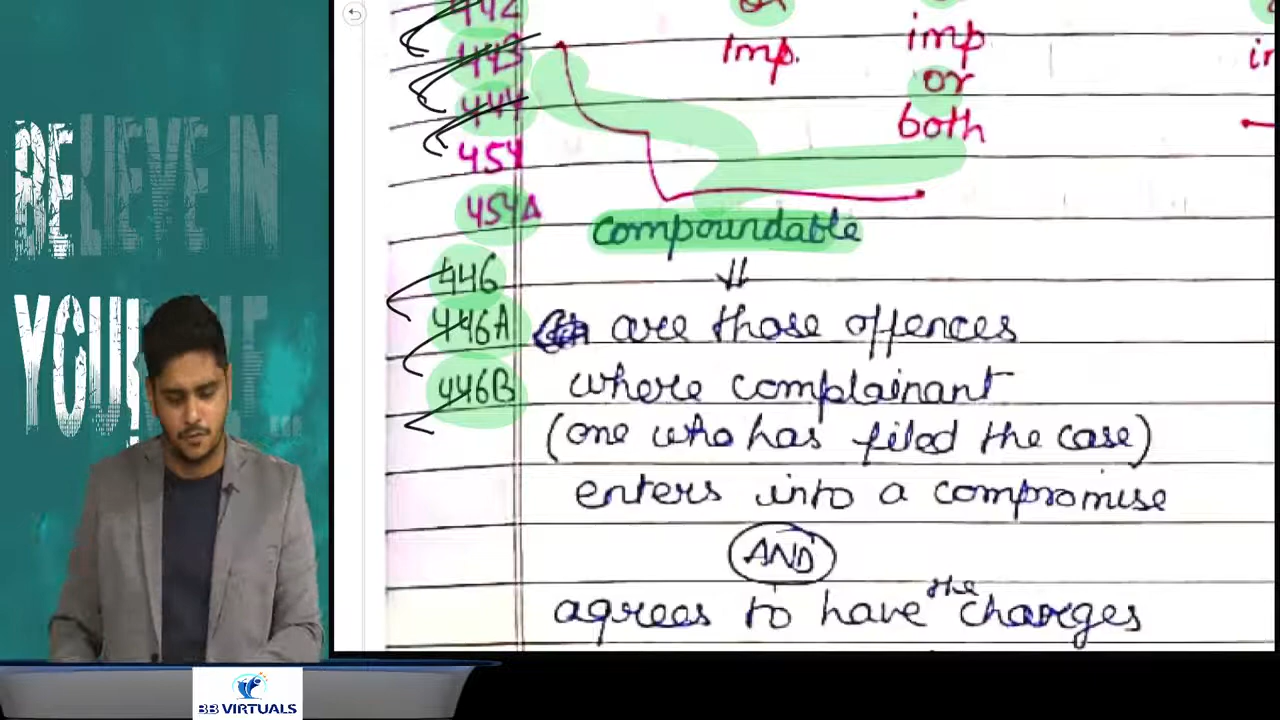 BELIEVE IN
442
or
443
Imp.
imp
444
or
454
both
454A
compoundable
446
446A
are those offences
446B
where complainant
(one who has filed the case)
enters into a compromise
AND
agrees to have the charges
BB VIRTUALS